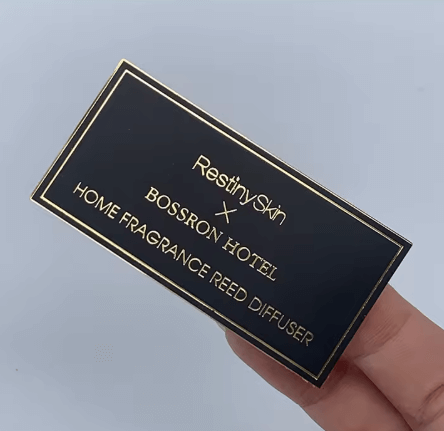 RestinySkin
X
BOSSRON HOTEL
HOME FRAGRANCE REED DIFFUSER